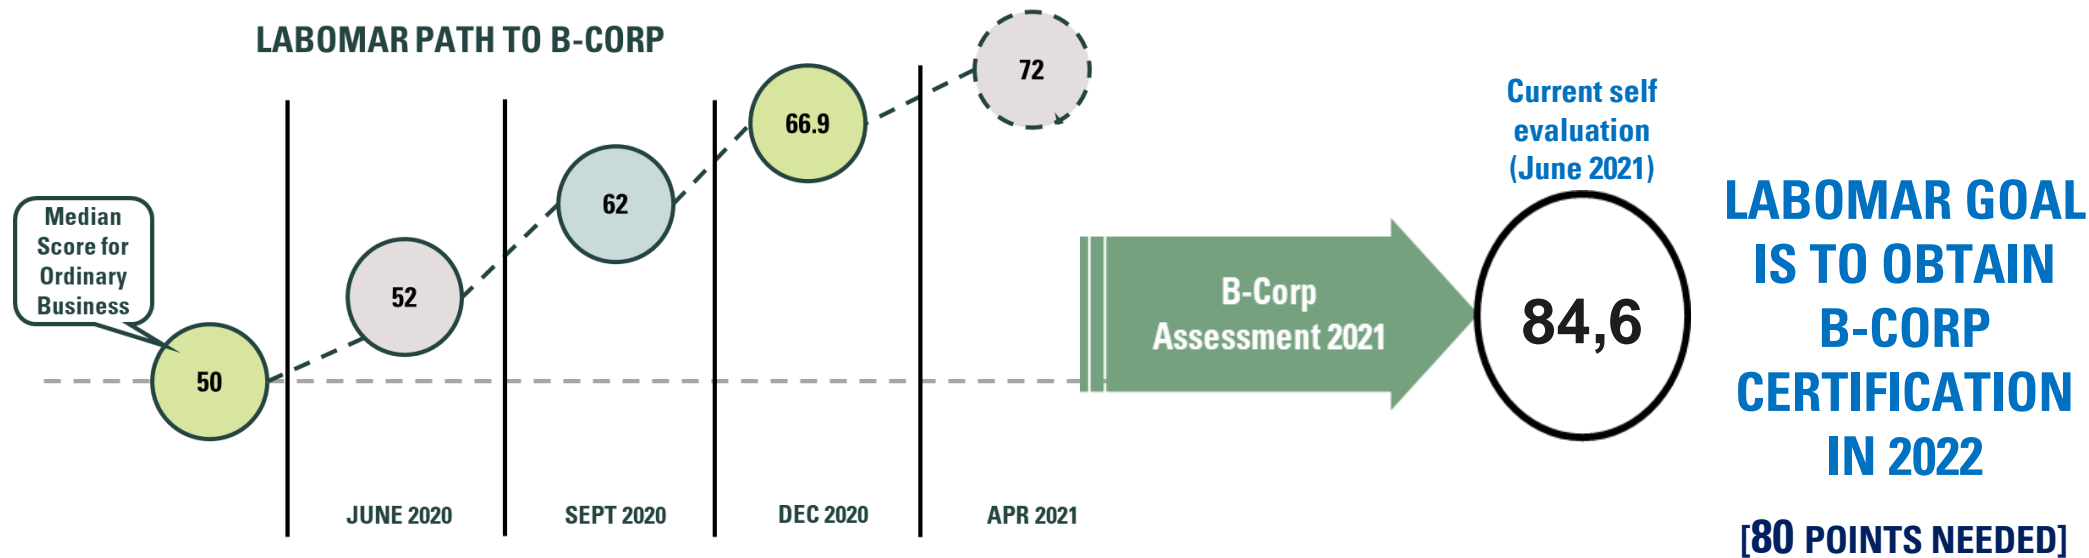 LABOMAR PATH TO B-CORP
Median
Score for
Ordinary
Business
50
52
62
66.9
72
JUNE 2020
SEPT 2020
DEC 2020
APR 2021
B-Corp
Assessment 2021
Current self
evaluation
(June 2021)
84,6
LABOMAR GOAL
IS TO OBTAIN
B-CORP
CERTIFICATION
IN 2022
[80 POINTS NEEDED]